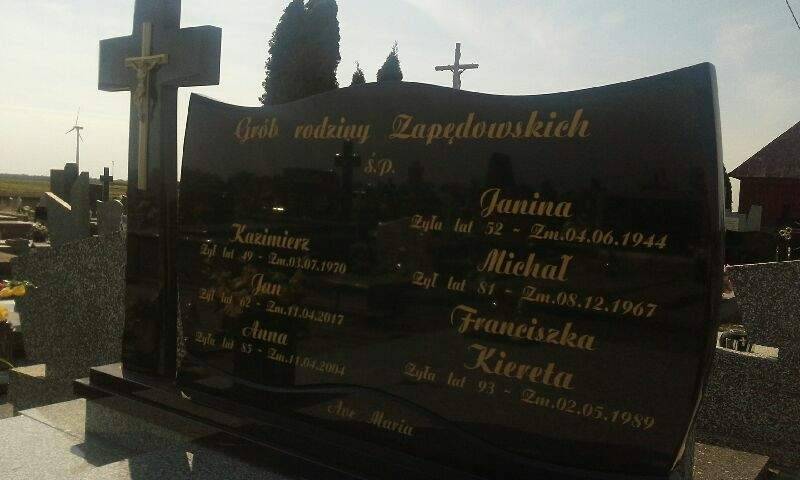 Grób rodziny Zapędowskich
ś.p.
Kazimierz
Żył lat 49 - Zm.03.07.1970
Jan
Żył lat 62 - Zm.11.04.2017
Anna
Żyła lat 85 - Zm.11.04.2004
Janina
Żyła lat 52 - Zm.04.06.1944
Michał
Żył lat 81 - Zm.08.12.1967
Franciszka
Kiereta
Żyła lat 93 - Zm.02.05.1989
Ave Maria